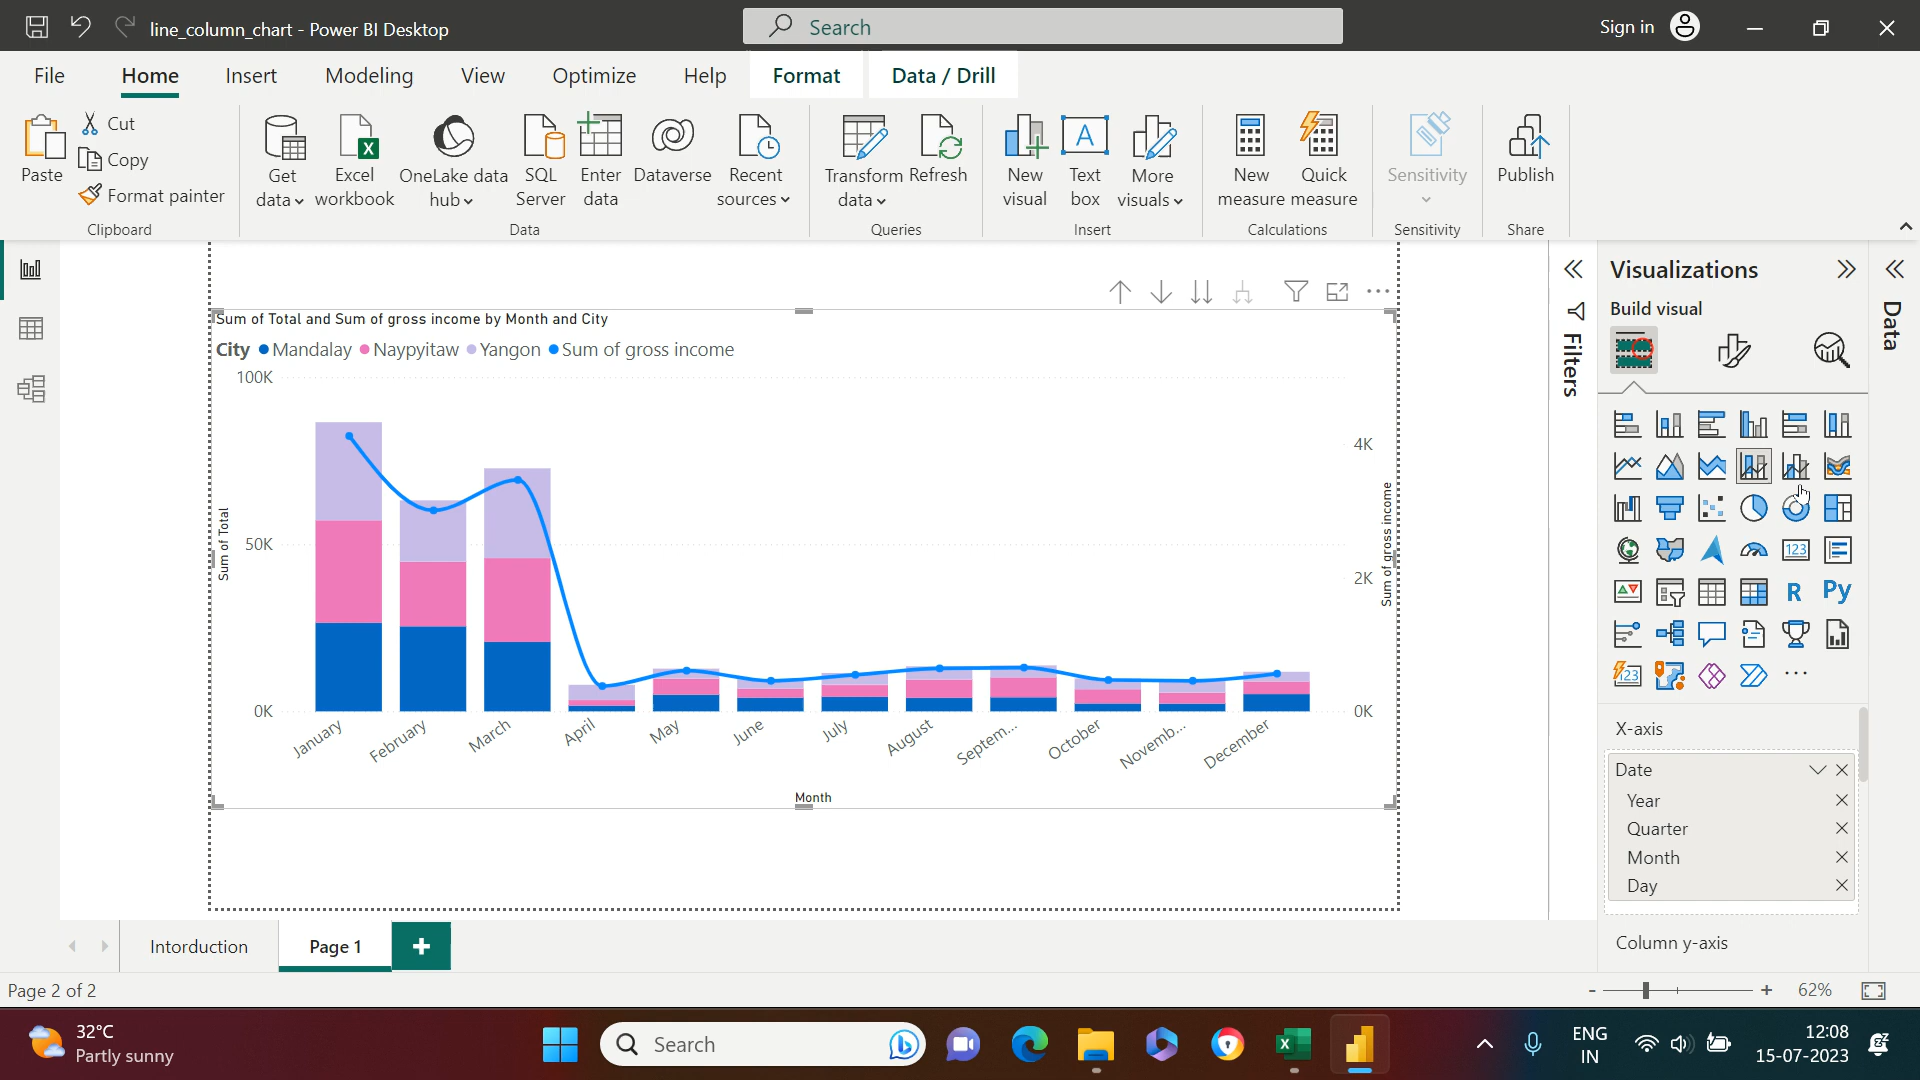 line_column_chart - Power BI Desktop
Search
Sign in
File Home Insert Modeling View Optimize Help Format Data / Drill
Paste
Cut
Copy
Format painter
Clipboard
Get data
Excel workbook
OneLake data hub
SQL Server
Enter data
Dataverse
Recent sources
Data
Transform data
Refresh
Queries
New visual
A
Text box
More visuals
Insert
New measure
Quick measure
Calculations
Sensitivity
Sensitivity
Publish
Share
Sum of Total and Sum of gross income by Month and City
City Mandalay Naypyitaw Yangon Sum of gross income
100K
50K
0K
Sum of Total
4K
2K
0K
Sum of gross income
January February March April May June July August Septem... October Novemb... December
Month
Filters
Visualizations
Build visual
123
R
Py
123
X-axis
Date
Year
Quarter
Month
Day
Column y-axis
Data
Intorduction
Page 1
Page 2 of 2
62%
32°C
Partly sunny
Search
ENG
IN
12:08
15-07-2023